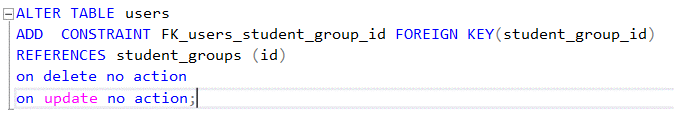 ALTER TABLE users
ADD  CONSTRAINT FK_users_student_group_id FOREIGN KEY(student_group_id)
REFERENCES student_groups (id)
on delete no action
on update no action;